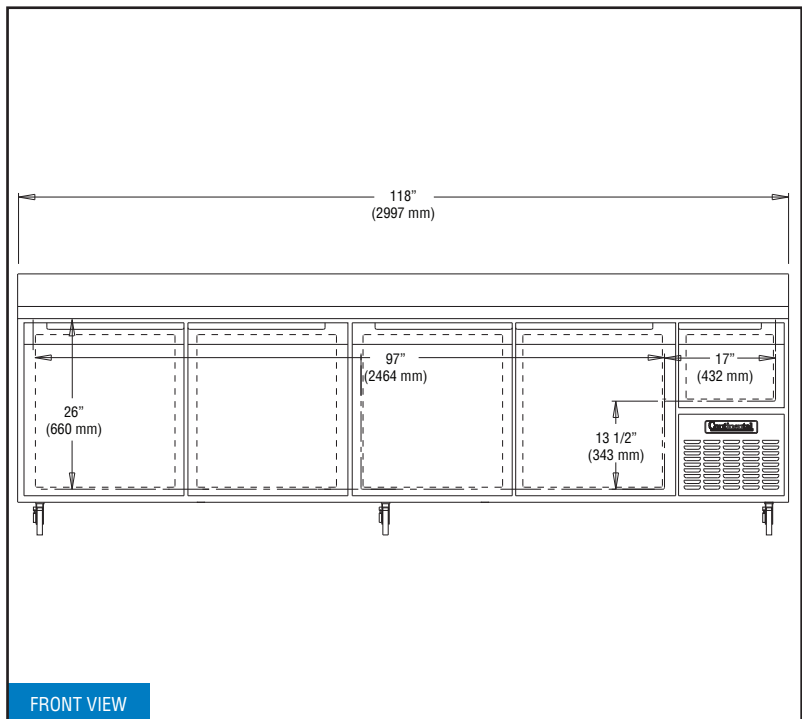 118”
(2997 mm)
97”
(2464 mm)
17”
(432 mm)
26”
(660 mm)
13 1/2”
(343 mm)
Continental
FRONT VIEW